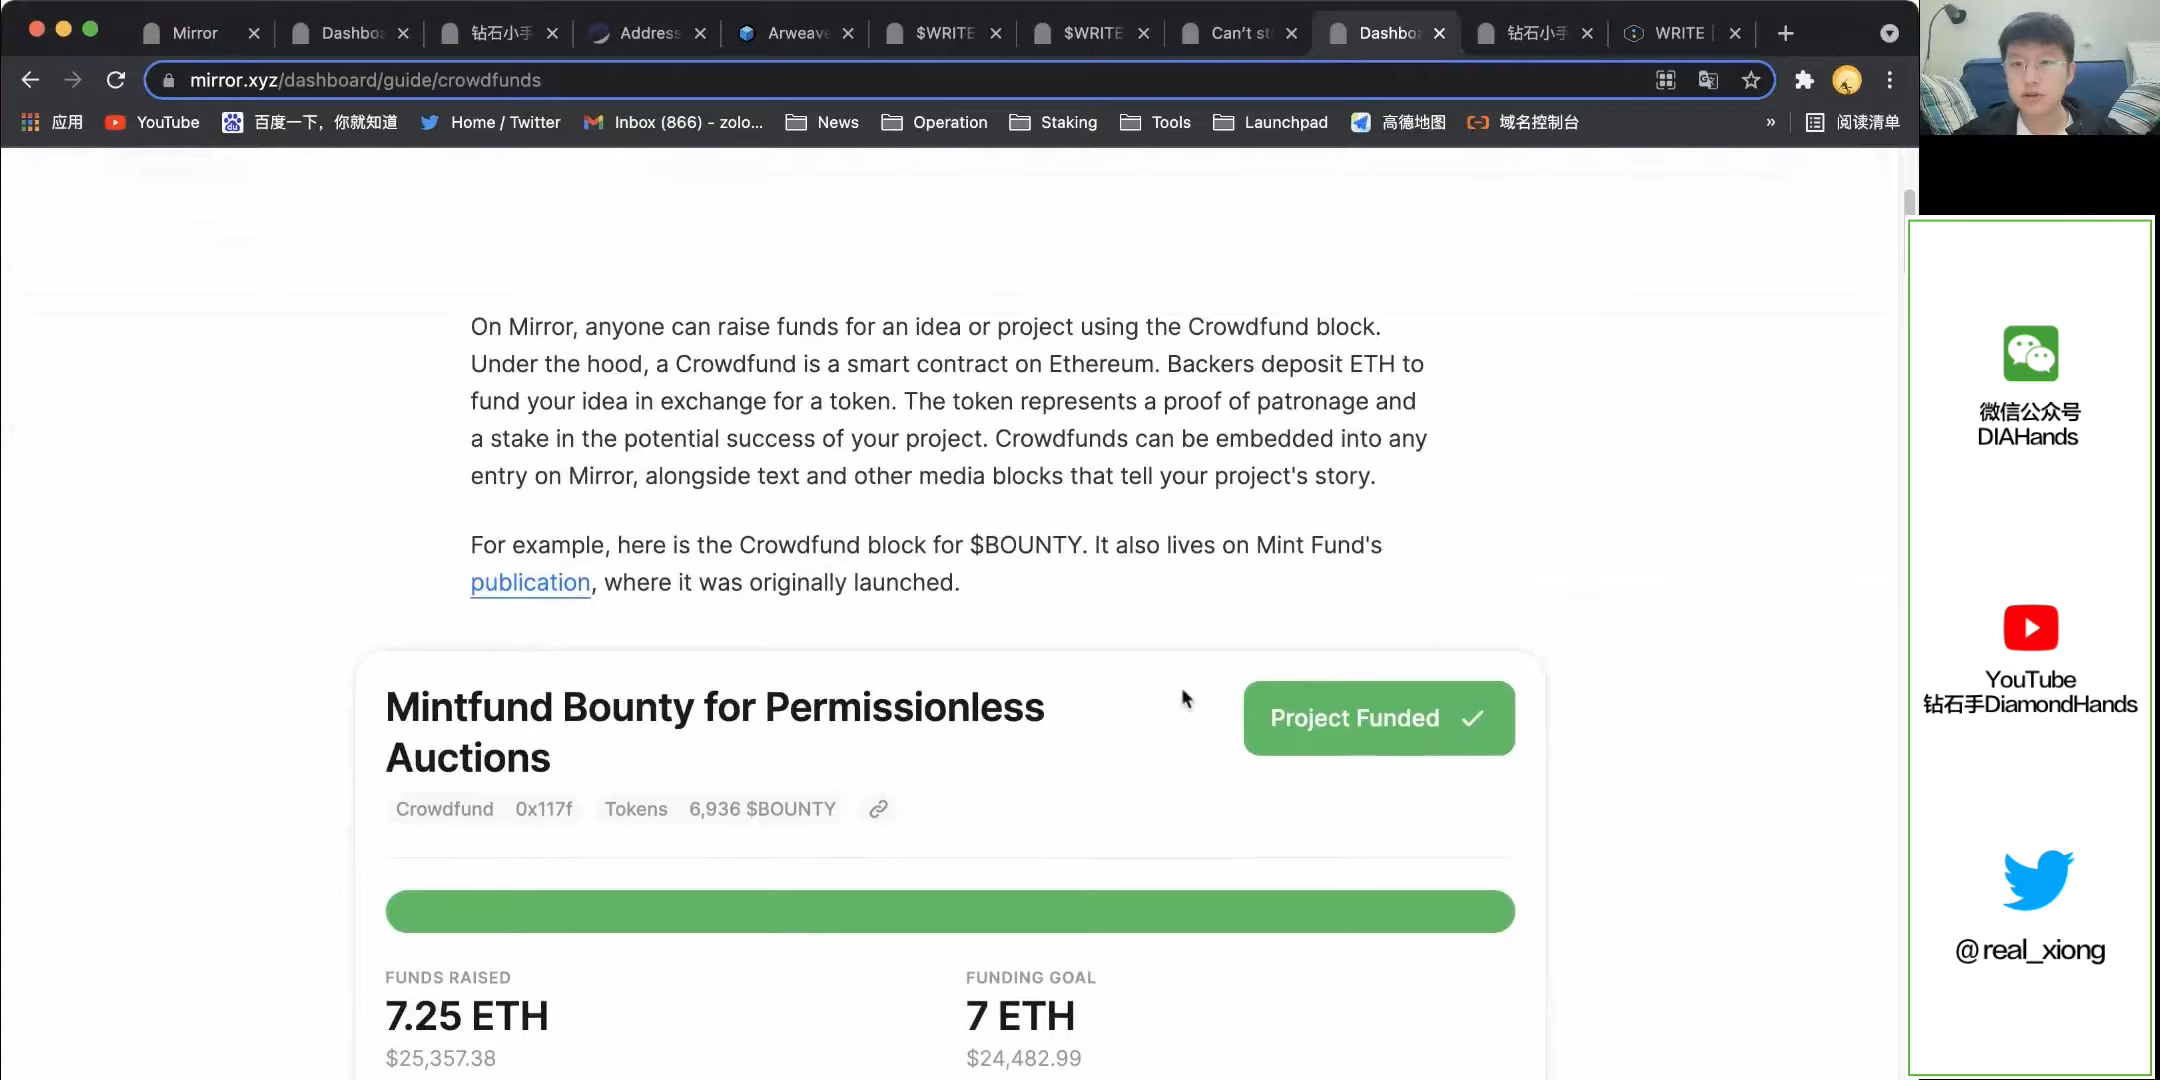 Mirror
Dashbo
钻石小手
Address
Arweave
$WRITE
$WRITE
Can't st
Dashbo
钻石小手
WRITE
mirror.xyz/dashboard/guide/crowdfunds
应用
YouTube
百度一下，你就知道
Home / Twitter
Inbox (866) - zolo...
News
Operation
Staking
Tools
Launchpad
高德地图
域名控制台
»
阅读清单
On Mirror, anyone can raise funds for an idea or project using the Crowdfund block.
Under the hood, a Crowdfund is a smart contract on Ethereum. Backers deposit ETH to
fund your idea in exchange for a token. The token represents a proof of patronage and
a stake in the potential success of your project. Crowdfunds can be embedded into any
entry on Mirror, alongside text and other media blocks that tell your project's story.
For example, here is the Crowdfund block for $BOUNTY. It also lives on Mint Fund's
publication, where it was originally launched.
Mintfund Bounty for Permissionless
Auctions
Project Funded
Crowdfund 0x117f Tokens 6,936 $BOUNTY
FUNDS RAISED
7.25 ETH
$25,357.38
FUNDING GOAL
7 ETH
$24,482.99
微信公众号
DIAHands
YouTube
钻石手DiamondHands
@real_xiong